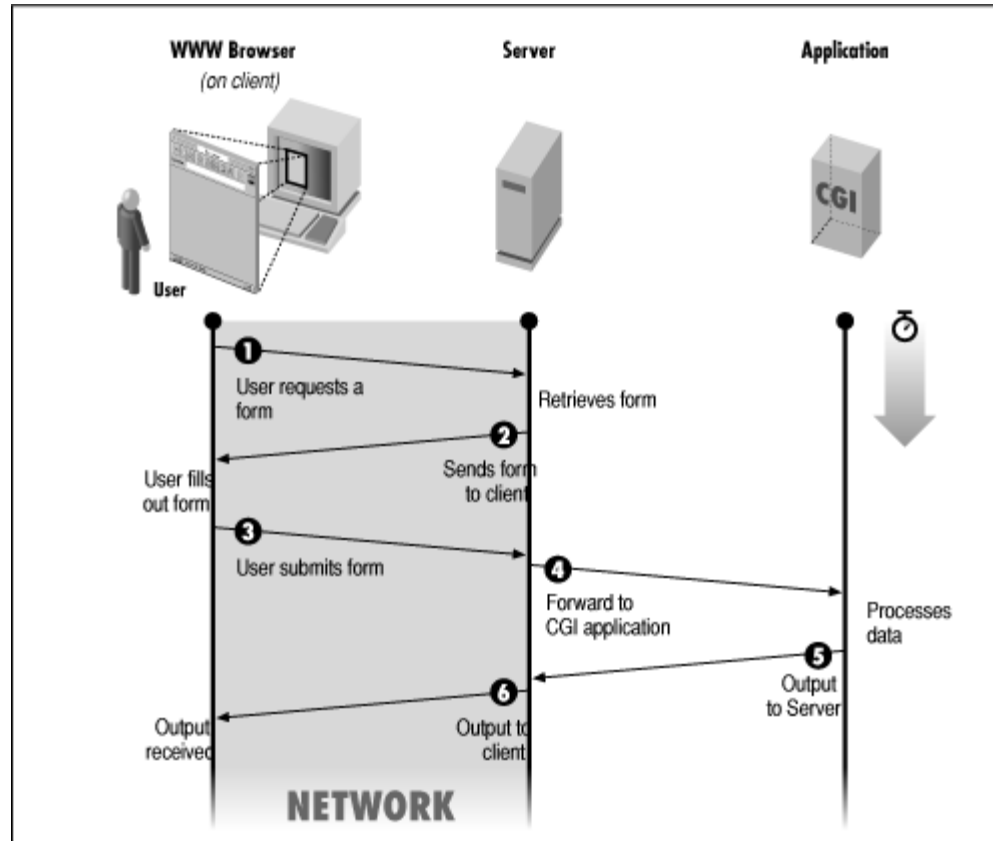 WWW Browser
(on client)
Server
Application
CGI
User
1
User requests a
form
Retrieves form
2
Sends form
to client
User fills
out form
3
User submits form
4
Forward to
CGI application
Processes
data
5
Output
to Server
6
Output to
client
Output
received
NETWORK